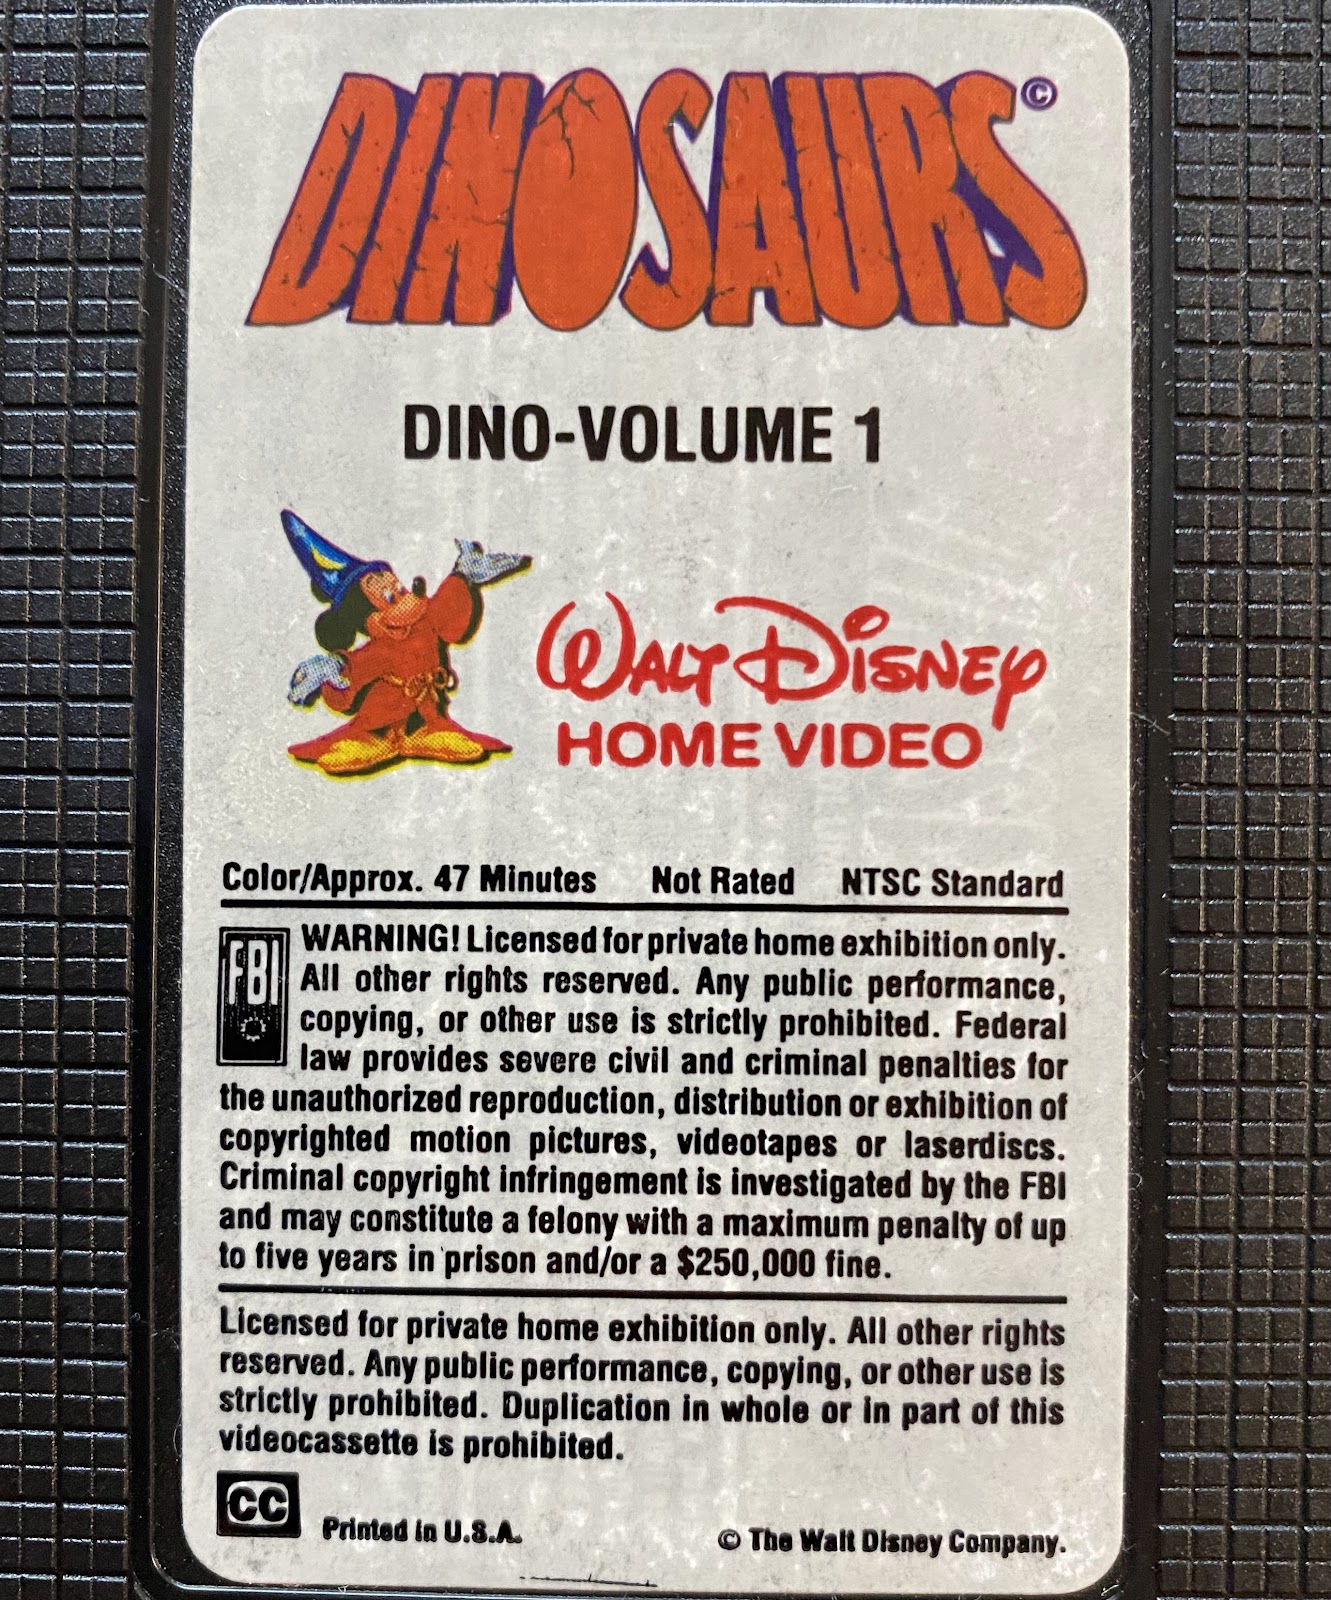 DINOSAURS©
DINO-VOLUME 1
WALT DISNEY
HOME VIDEO
Color/Approx. 47 Minutes Not Rated NTSC Standard
FBI
WARNING! Licensed for private home exhibition only.
All other rights reserved. Any public performance,
copying, or other use is strictly prohibited. Federal
law provides severe civil and criminal penalties for
the unauthorized reproduction, distribution or exhibition of
copyrighted motion pictures, videotapes or laserdiscs.
Criminal copyright infringement is investigated by the FBI
and may constitute a felony with a maximum penalty of up
to five years in prison and/or a $250,000 fine.
Licensed for private home exhibition only. All other rights
reserved. Any public performance, copying, or other use is
strictly prohibited. Duplication in whole or in part of this
videocassette is prohibited.
CC
Printed in U.S.A.
© The Walt Disney Company.